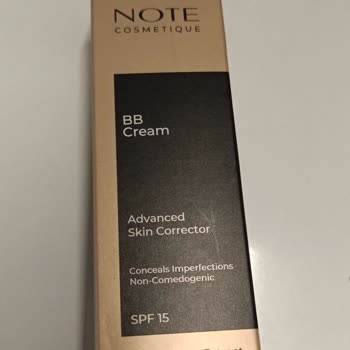 NOTE
COSMETIQUE
BB
Cream
Advanced
Skin Corrector
Conceals Imperfections
Non-Comedogenic
SPF 15